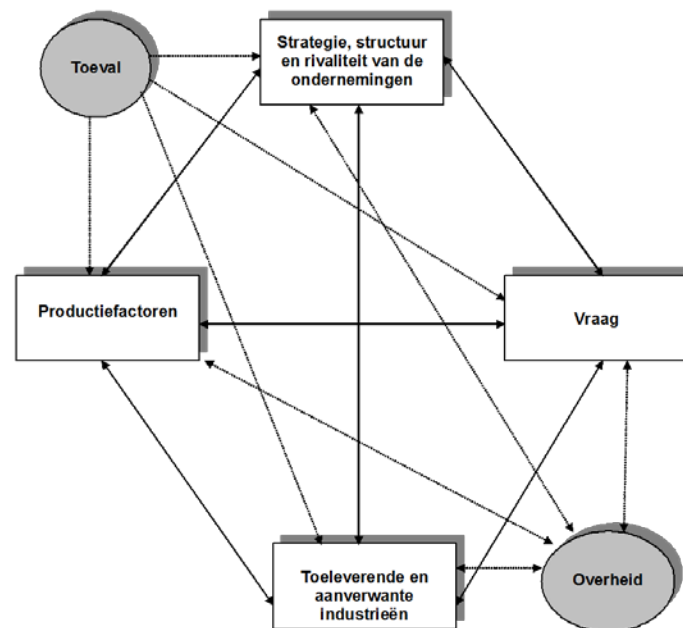 Toeval
Strategie, structuur
en rivaliteit van de
ondernemingen
Productiefactoren
Vraag
Toeleverende en
aanverwante
industrieën
Overheid